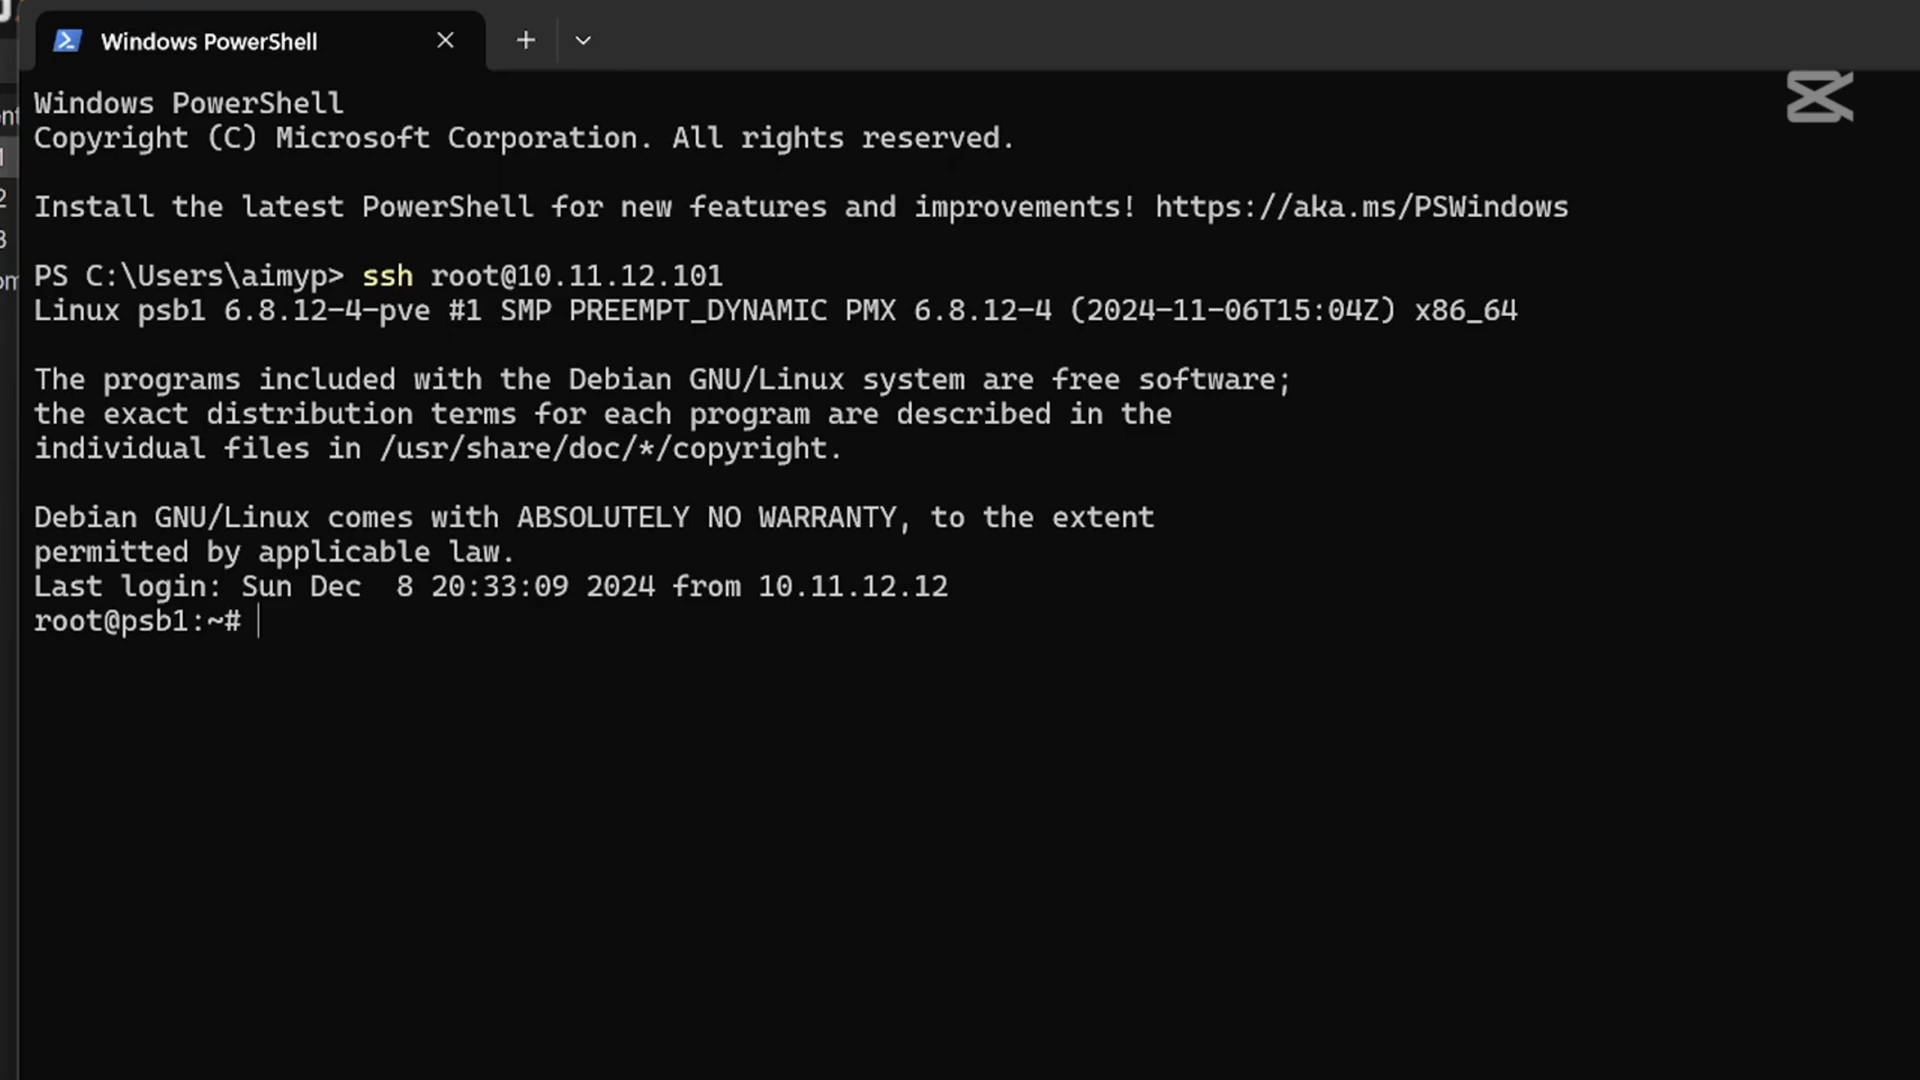 Windows PowerShell
Windows PowerShell
Copyright (C) Microsoft Corporation. All rights reserved.
Install the latest PowerShell for new features and improvements! https://aka.ms/PSWindows
PS C:\Users\aimyp> ssh root@10.11.12.101
Linux psb1 6.8.12-4-pve #1 SMP PREEMPT_DYNAMIC PMX 6.8.12-4 (2024-11-06T15:04Z) x86_64
The programs included with the Debian GNU/Linux system are free software;
the exact distribution terms for each program are described in the
individual files in /usr/share/doc/*/copyright.
Debian GNU/Linux comes with ABSOLUTELY NO WARRANTY, to the extent
permitted by applicable law.
Last login: Sun Dec  8 20:33:09 2024 from 10.11.12.12
root@psb1:~#